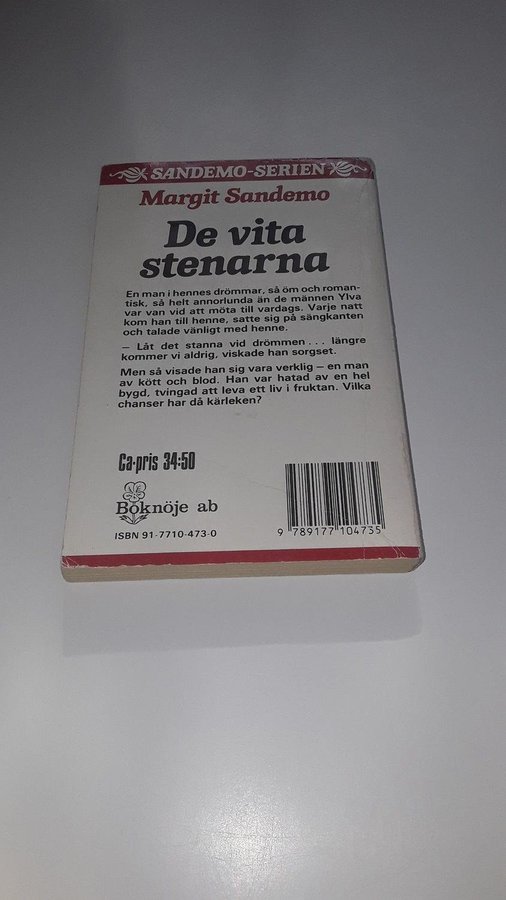 SANDEMO-SERIEN
Margit Sandemo
De vita
stenarna
En man i hennes drömmar, så öm och roman-
tisk, så helt annorlunda än de männen Ylva
var van vid att möta till vardags. Varje natt
kom han till henne, satte sig på sängkanten
och talade vänligt med henne.
– Låt det stanna vid drömmen... längre
kommer vi aldrig, viskade han sorgset.
Men så visade han sig vara verklig – en man
av kött och blod. Han var hatad av en hel
bygd, tvingad att leva ett liv i fruktan. Vilka
chanser har då kärleken?
Ca-pris 34:50
Boknöje ab
ISBN 91-7710-473-0
9 789177 104735